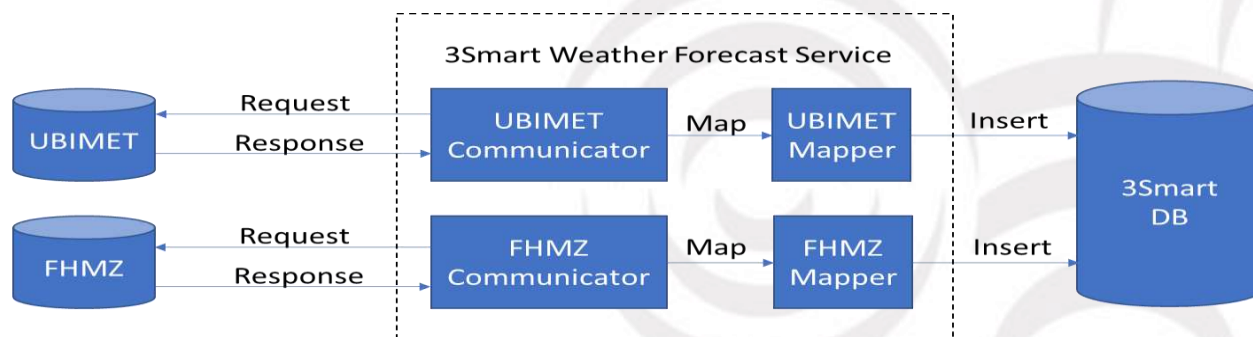 3Smart Weather Forecast Service
UBIMET
Request
Response
UBIMET
Communicator
Map
UBIMET
Mapper
Insert
3Smart
DB
FHMZ
Request
Response
FHMZ
Communicator
Map
FHMZ
Mapper
Insert